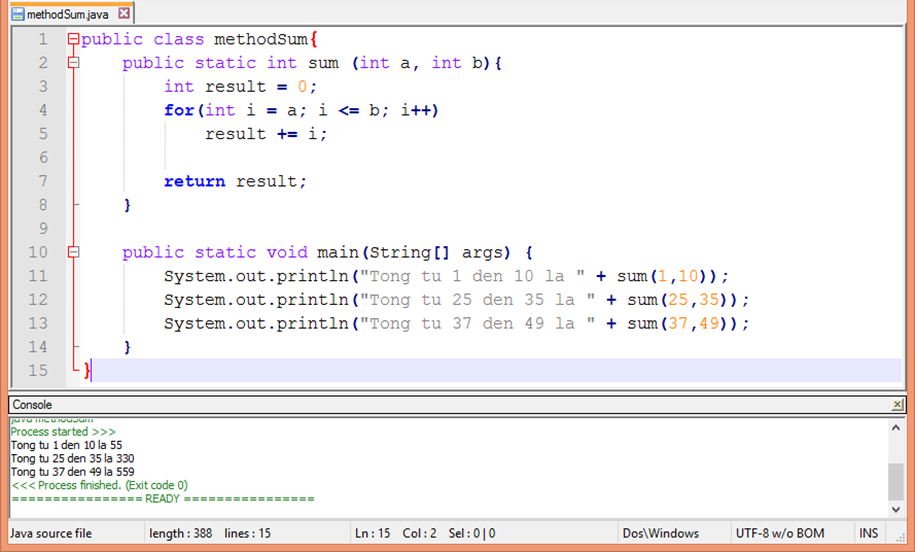 methodSum.java
1 public class methodSum{
2 public static int sum (int a, int b){
3 int result = 0;
4 for(int i = a; i <= b; i++)
5 result += i;
6
7 return result;
8 }
9
10 public static void main(String[] args) {
11 System.out.println("Tong tu 1 den 10 la " + sum(1,10));
12 System.out.println("Tong tu 25 den 35 la " + sum(25,35));
13 System.out.println("Tong tu 37 den 49 la " + sum(37,49));
14 }
15 }
Console
java methodSum
Process started >>>
Tong tu 1 den 10 la 55
Tong tu 25 den 35 la 330
Tong tu 37 den 49 la 559
<<< Process finished. (Exit code 0)
================ READY ================
Java source file length : 388 lines : 15 Ln : 15 Col : 2 Sel : 0 | 0 Dos\Windows UTF-8 w/o BOM INS